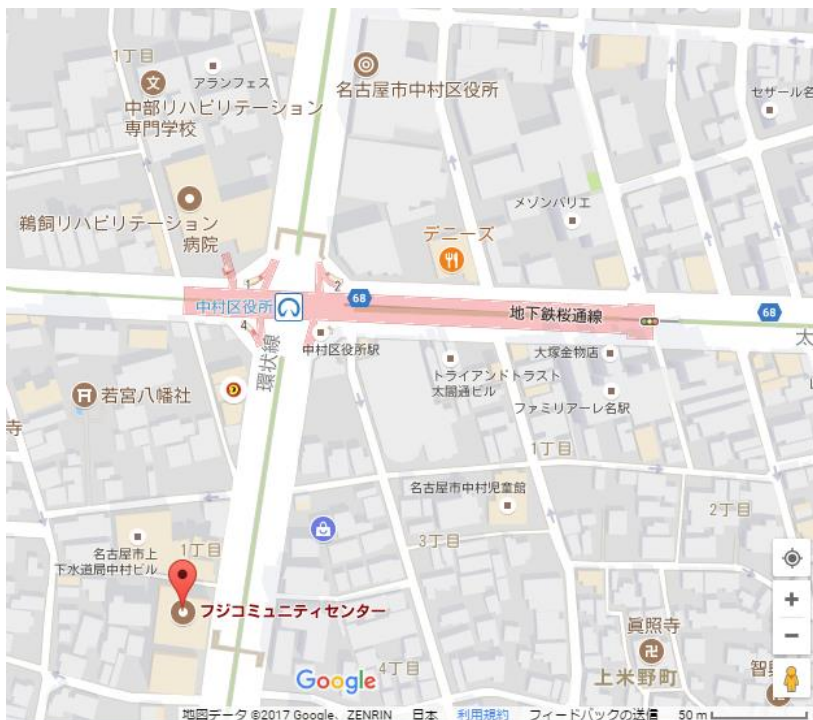 1丁目
アランフェス
中部リハビリテーション
専門学校
名古屋市中村区役所
セザール名
鵜飼リハビリテーション
病院
メゾンバリエ
デニーズ
1
2
68
中村区役所
地下鉄桜通線
68
4
中村区役所駅
環状線
太
大塚金物店
トライアンドトラスト
太閤通ビル
若宮八幡社
ファミリアーレ名駅
寺
1丁目
名古屋市中村児童館
2丁目
3丁目
名古屋市上
下水道局中村ビル
1丁目
フジコミュニティセンター
眞照寺
上米野町
4丁目
Google
地図データ ©2017 Google、ZENRIN 日本 利用規約 フィードバックの送信 50 m